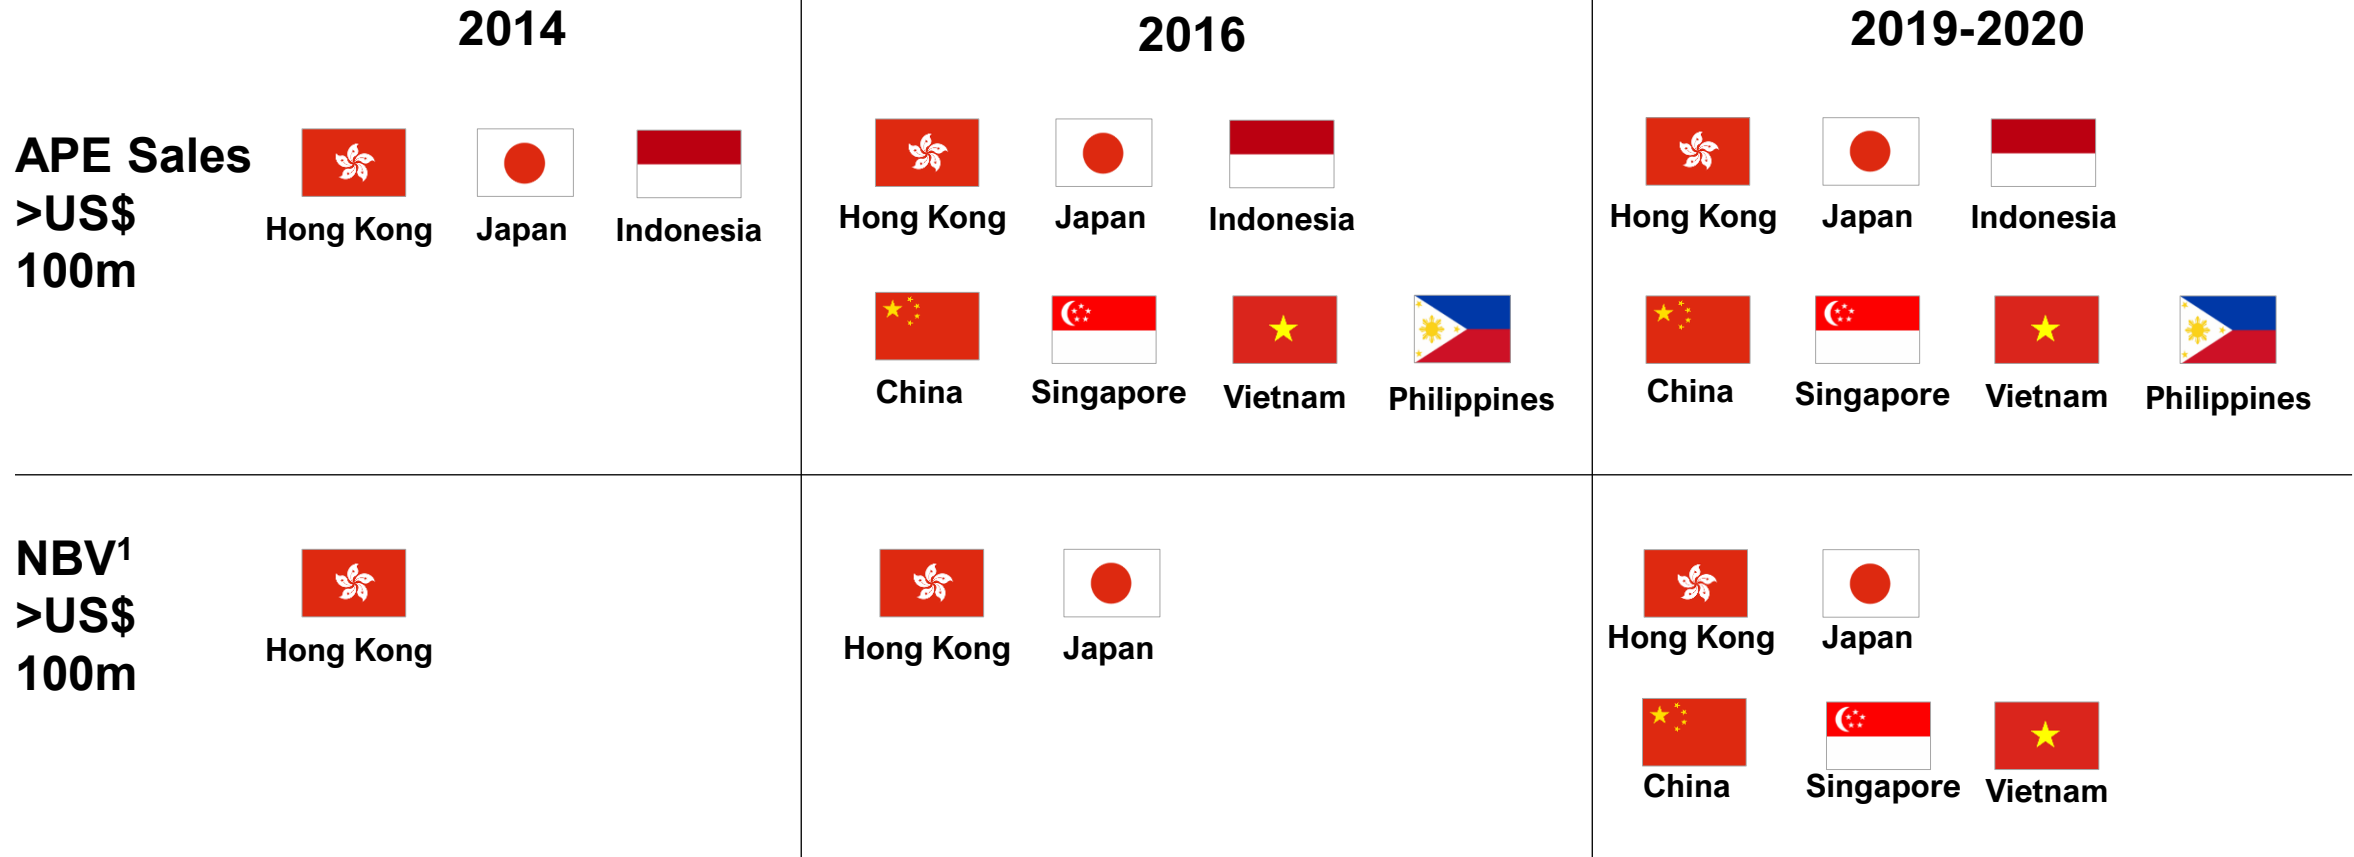 2014
2016
2019-2020
APE Sales
>US$
100m
Hong Kong
Japan
Indonesia
Hong Kong
Japan
Indonesia
China
Singapore
Vietnam
Philippines
Hong Kong
Japan
Indonesia
China
Singapore
Vietnam
Philippines
NBV¹
>US$
100m
Hong Kong
Hong Kong
Japan
Hong Kong
Japan
China
Singapore
Vietnam